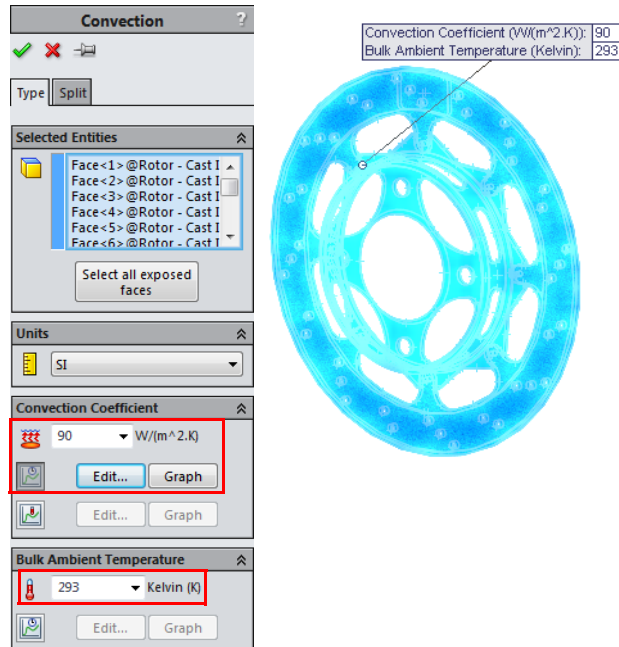 Convection
?
Type Split
Selected Entities
Face<1>@Rotor - Cast I
Face<2>@Rotor - Cast I
Face<3>@Rotor - Cast I
Face<4>@Rotor - Cast I
Face<5>@Rotor - Cast I
Face<6>@Rotor - Cast I
Select all exposed
faces
Units
SI
Convection Coefficient
90 W/(m^2.K)
Edit... Graph
Edit... Graph
Bulk Ambient Temperature
293 Kelvin (K)
Edit... Graph
Convection Coefficient (W/(m^2.K)): 90
Bulk Ambient Temperature (Kelvin): 293